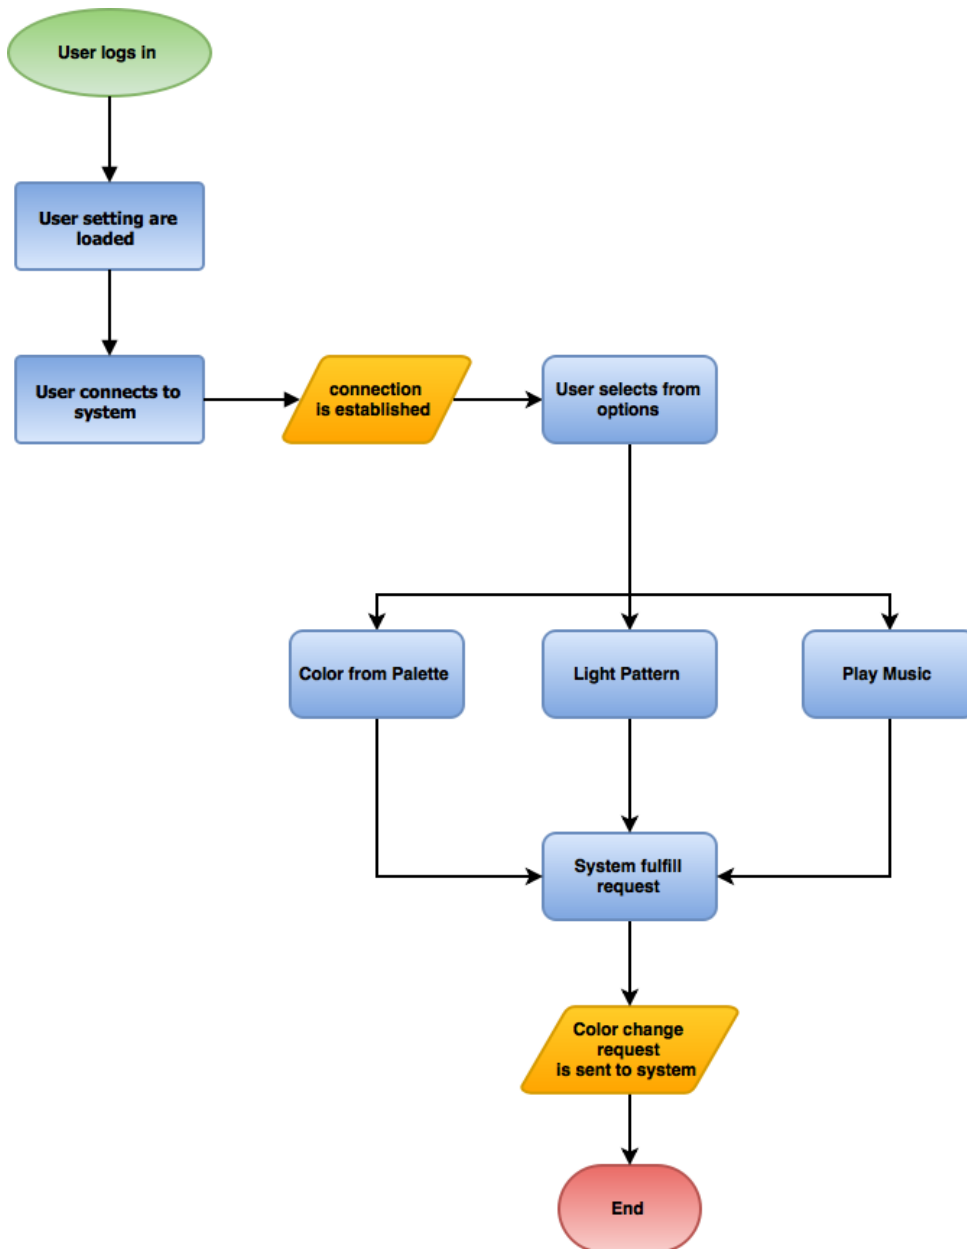 User logs in
User setting are
loaded
User connects to
system
connection
is established
User selects from
options
Color from Palette
Light Pattern
Play Music
System fulfill
request
Color change
request
is sent to system
End